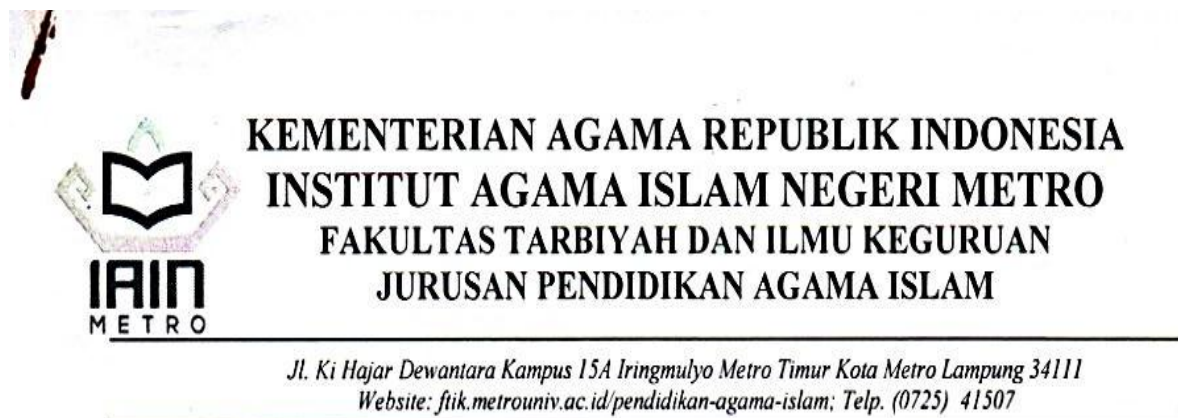 KEMENTERIAN AGAMA REPUBLIK INDONESIA
INSTITUT AGAMA ISLAM NEGERI METRO
FAKULTAS TARBIYAH DAN ILMU KEGURUAN
JURUSAN PENDIDIKAN AGAMA ISLAM
IAIN
METRO
Jl. Ki Hajar Dewantara Kampus 15A Iringmulyo Metro Timur Kota Metro Lampung 34111
Website: ftik.metrouniv.ac.id/pendidikan-agama-islam; Telp. (0725) 41507